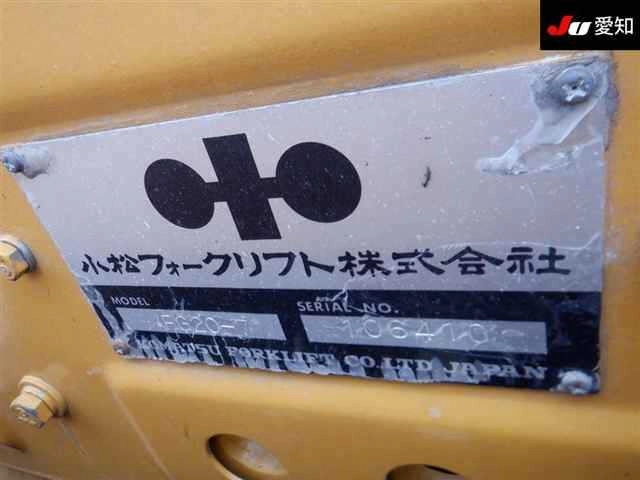 JU 愛知
小松フォークリフト株式会社
MODEL SERIAL NO.
FG20-7 106410
KOMATSU FORKLIFT CO.LTD JAPAN